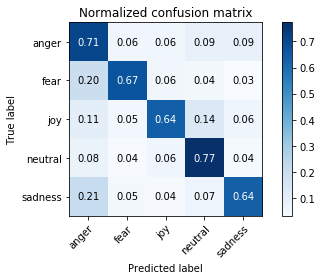 Normalized confusion matrix
True label
anger 0.71 0.06 0.06 0.09 0.09
fear 0.20 0.67 0.06 0.04 0.03
joy 0.11 0.05 0.64 0.14 0.06
neutral 0.08 0.04 0.06 0.77 0.04
sadness 0.21 0.05 0.04 0.07 0.64
anger fear joy neutral sadness
Predicted label
0.7
0.6
0.5
0.4
0.3
0.2
0.1